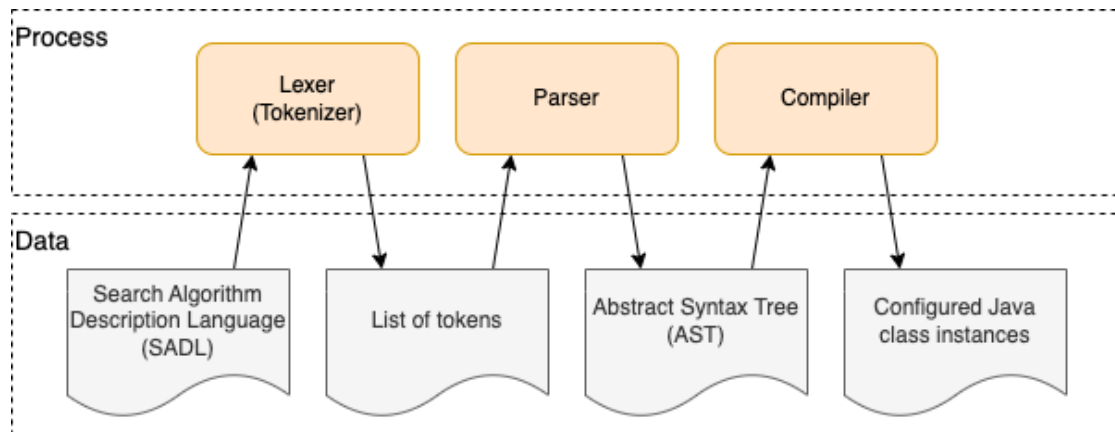 Process
Lexer
(Tokenizer)
Parser
Compiler
Data
Search Algorithm
Description Language
(SADL)
List of tokens
Abstract Syntax Tree
(AST)
Configured Java
class instances